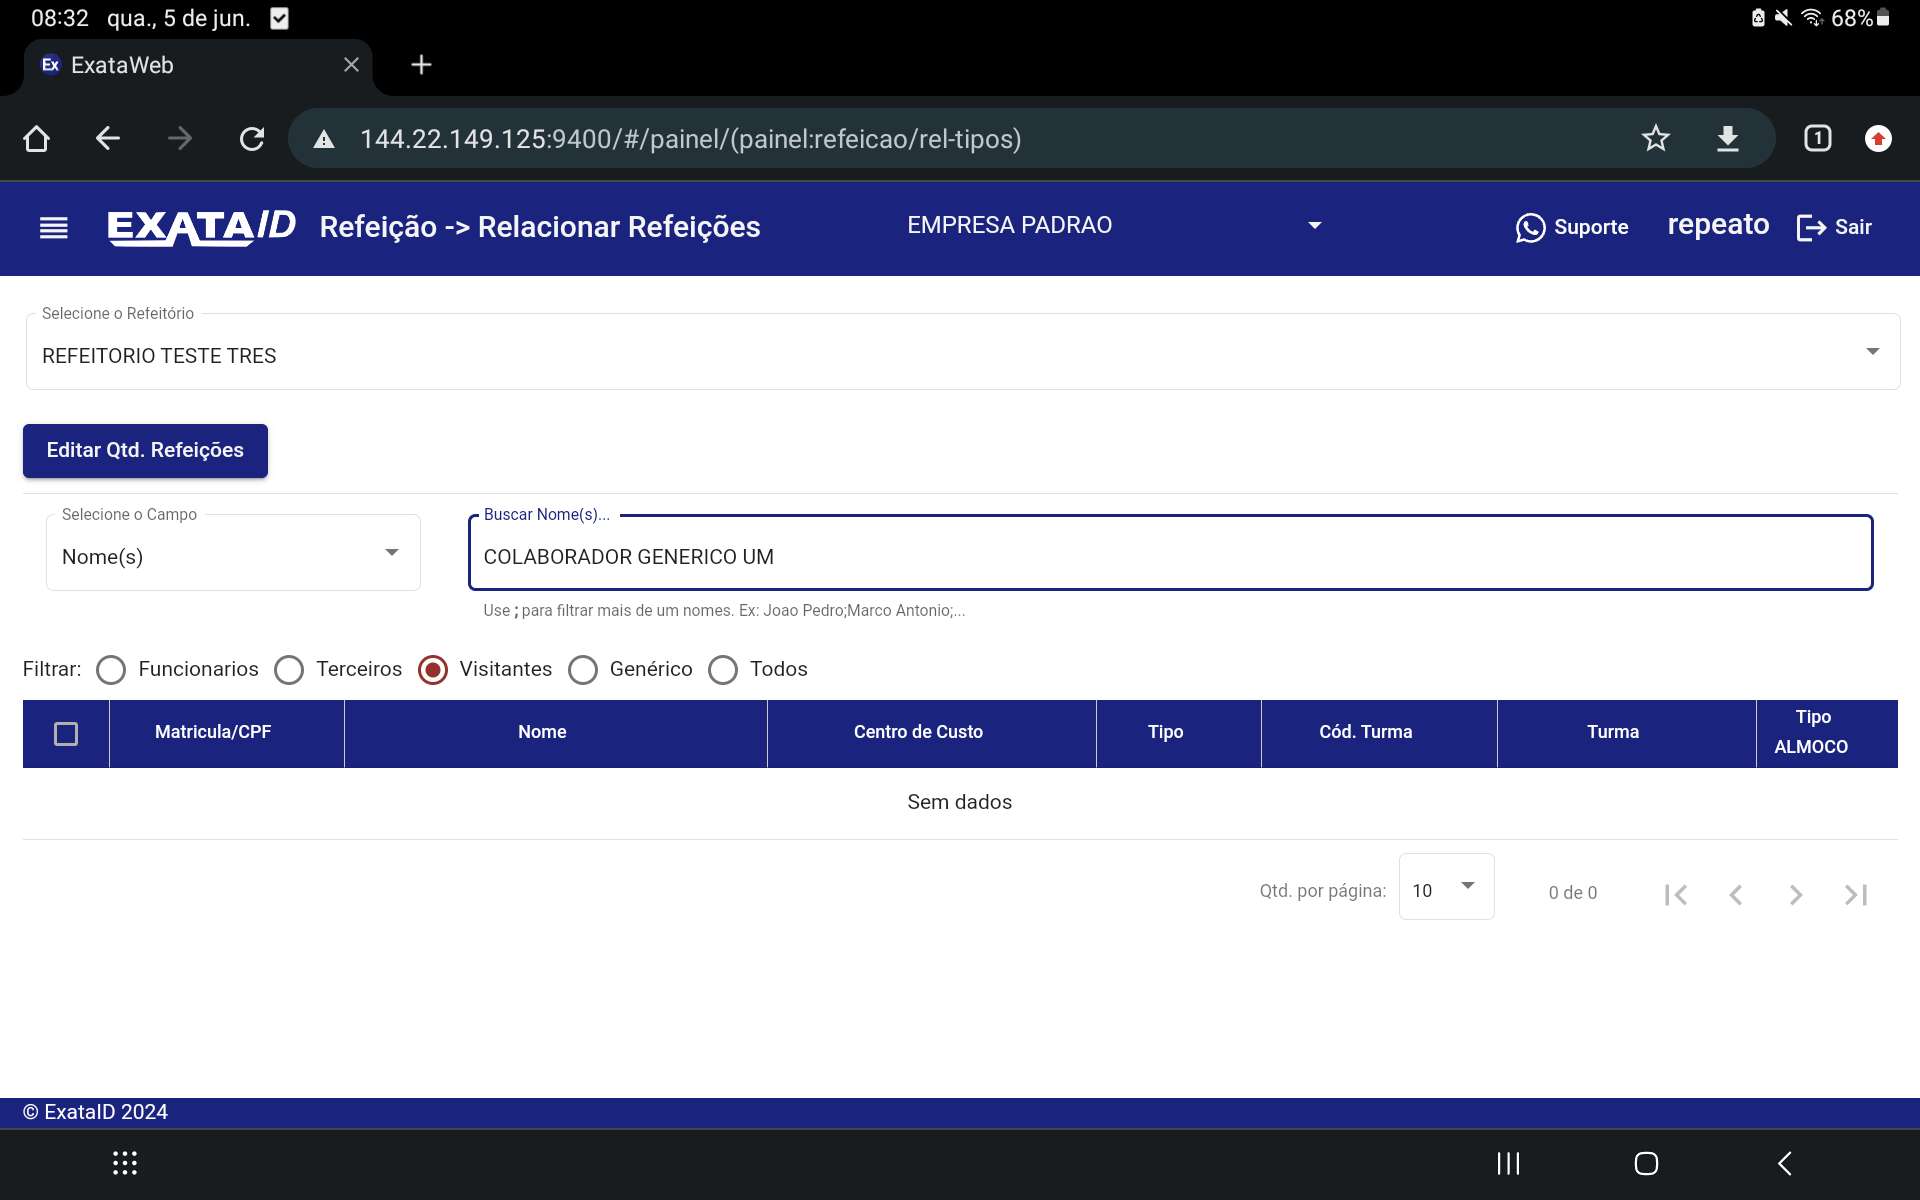 08:32 qua., 5 de jun. 68%
Ex ExataWeb
144.22.149.125:9400/#/painel/(painel:refeicao/rel-tipos) 1
EXATAID Refeição -> Relacionar Refeições EMPRESA PADRAO Suporte repeato Sair
Selecione o Refeitório
REFEITORIO TESTE TRES
Editar Qtd. Refeições
Selecione o Campo
Nome(s)
Buscar Nome(s)...
COLABORADOR GENERICO UM
Use ; para filtrar mais de um nomes. Ex: Joao Pedro;Marco Antonio;...
Filtrar: Funcionarios Terceiros Visitantes Genérico Todos
Matricula/CPF Nome Centro de Custo Tipo Cód. Turma Turma Tipo ALMOCO
Sem dados
Qtd. por página: 10 0 de 0
© ExataID 2024